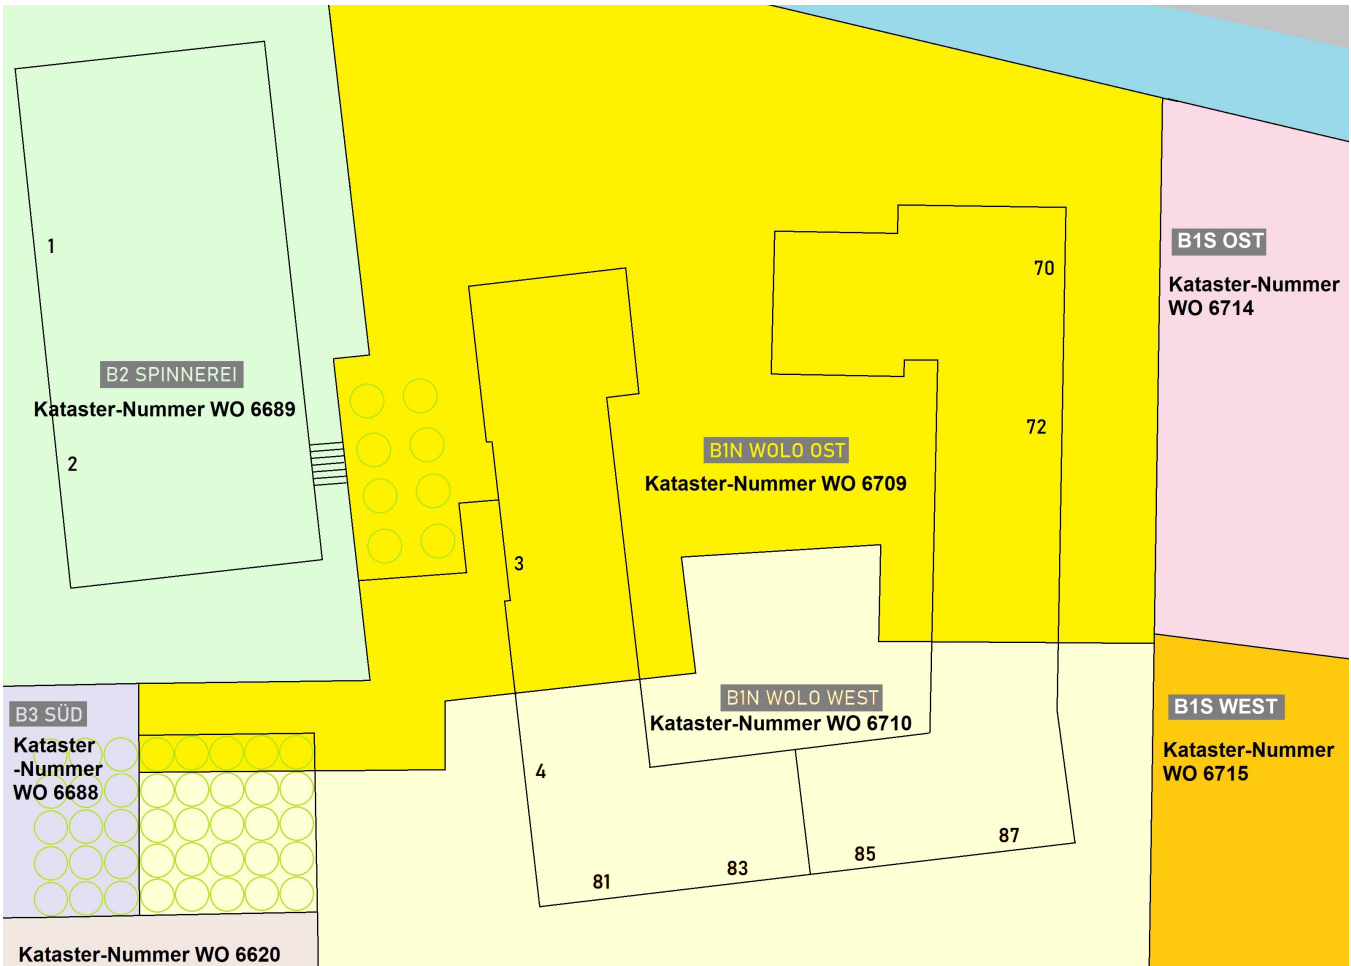 1
B2 SPINNEREI
Kataster-Nummer WO 6689
2
70
B1S OST
Kataster-Nummer
WO 6714
72
B1N WOLO OST
Kataster-Nummer WO 6709
3
B1N WOLO WEST
Kataster-Nummer WO 6710
B3 SÜD
Kataster
-Nummer
WO 6688
B1S WEST
Kataster-Nummer
WO 6715
4
81
83
85
87
Kataster-Nummer WO 6620